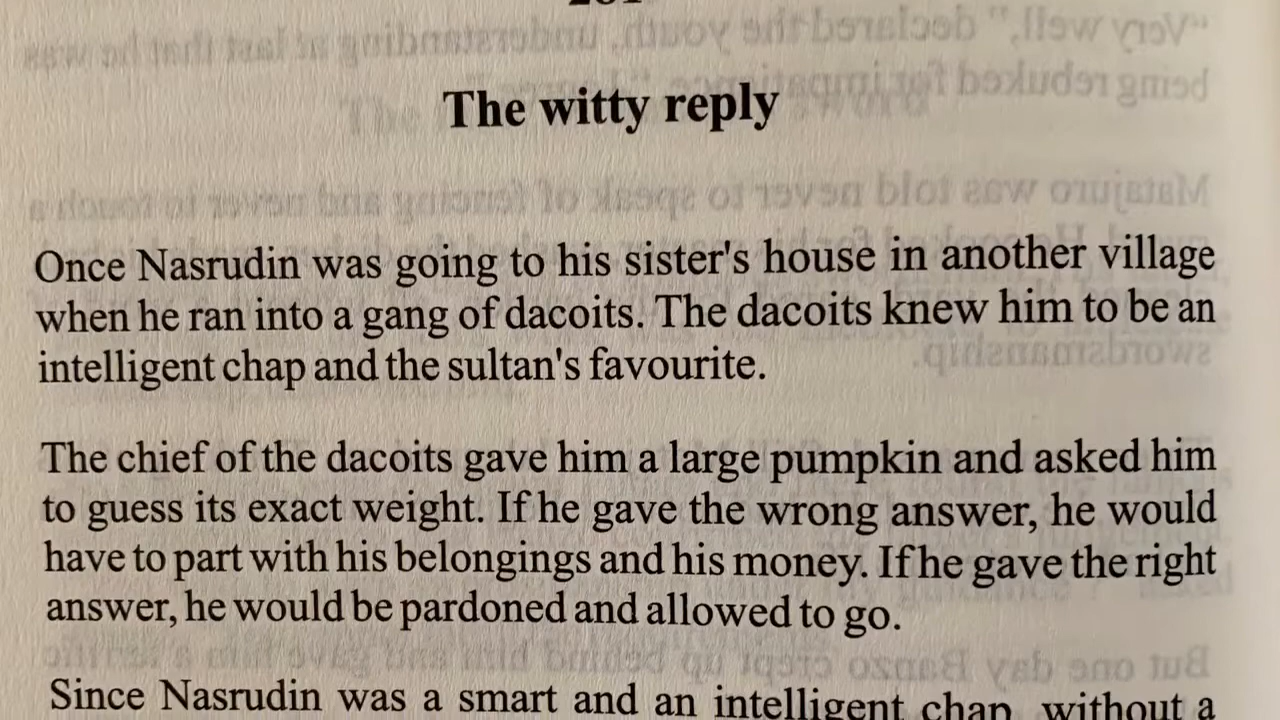 The witty reply
Once Nasrudin was going to his sister's house in another village
when he ran into a gang of dacoits. The dacoits knew him to be an
intelligent chap and the sultan's favourite.
The chief of the dacoits gave him a large pumpkin and asked him
to guess its exact weight. If he gave the wrong answer, he would
have to part with his belongings and his money. If he gave the right
answer, he would be pardoned and allowed to go.
Since Nasrudin was a smart and an intelligent chap, without a